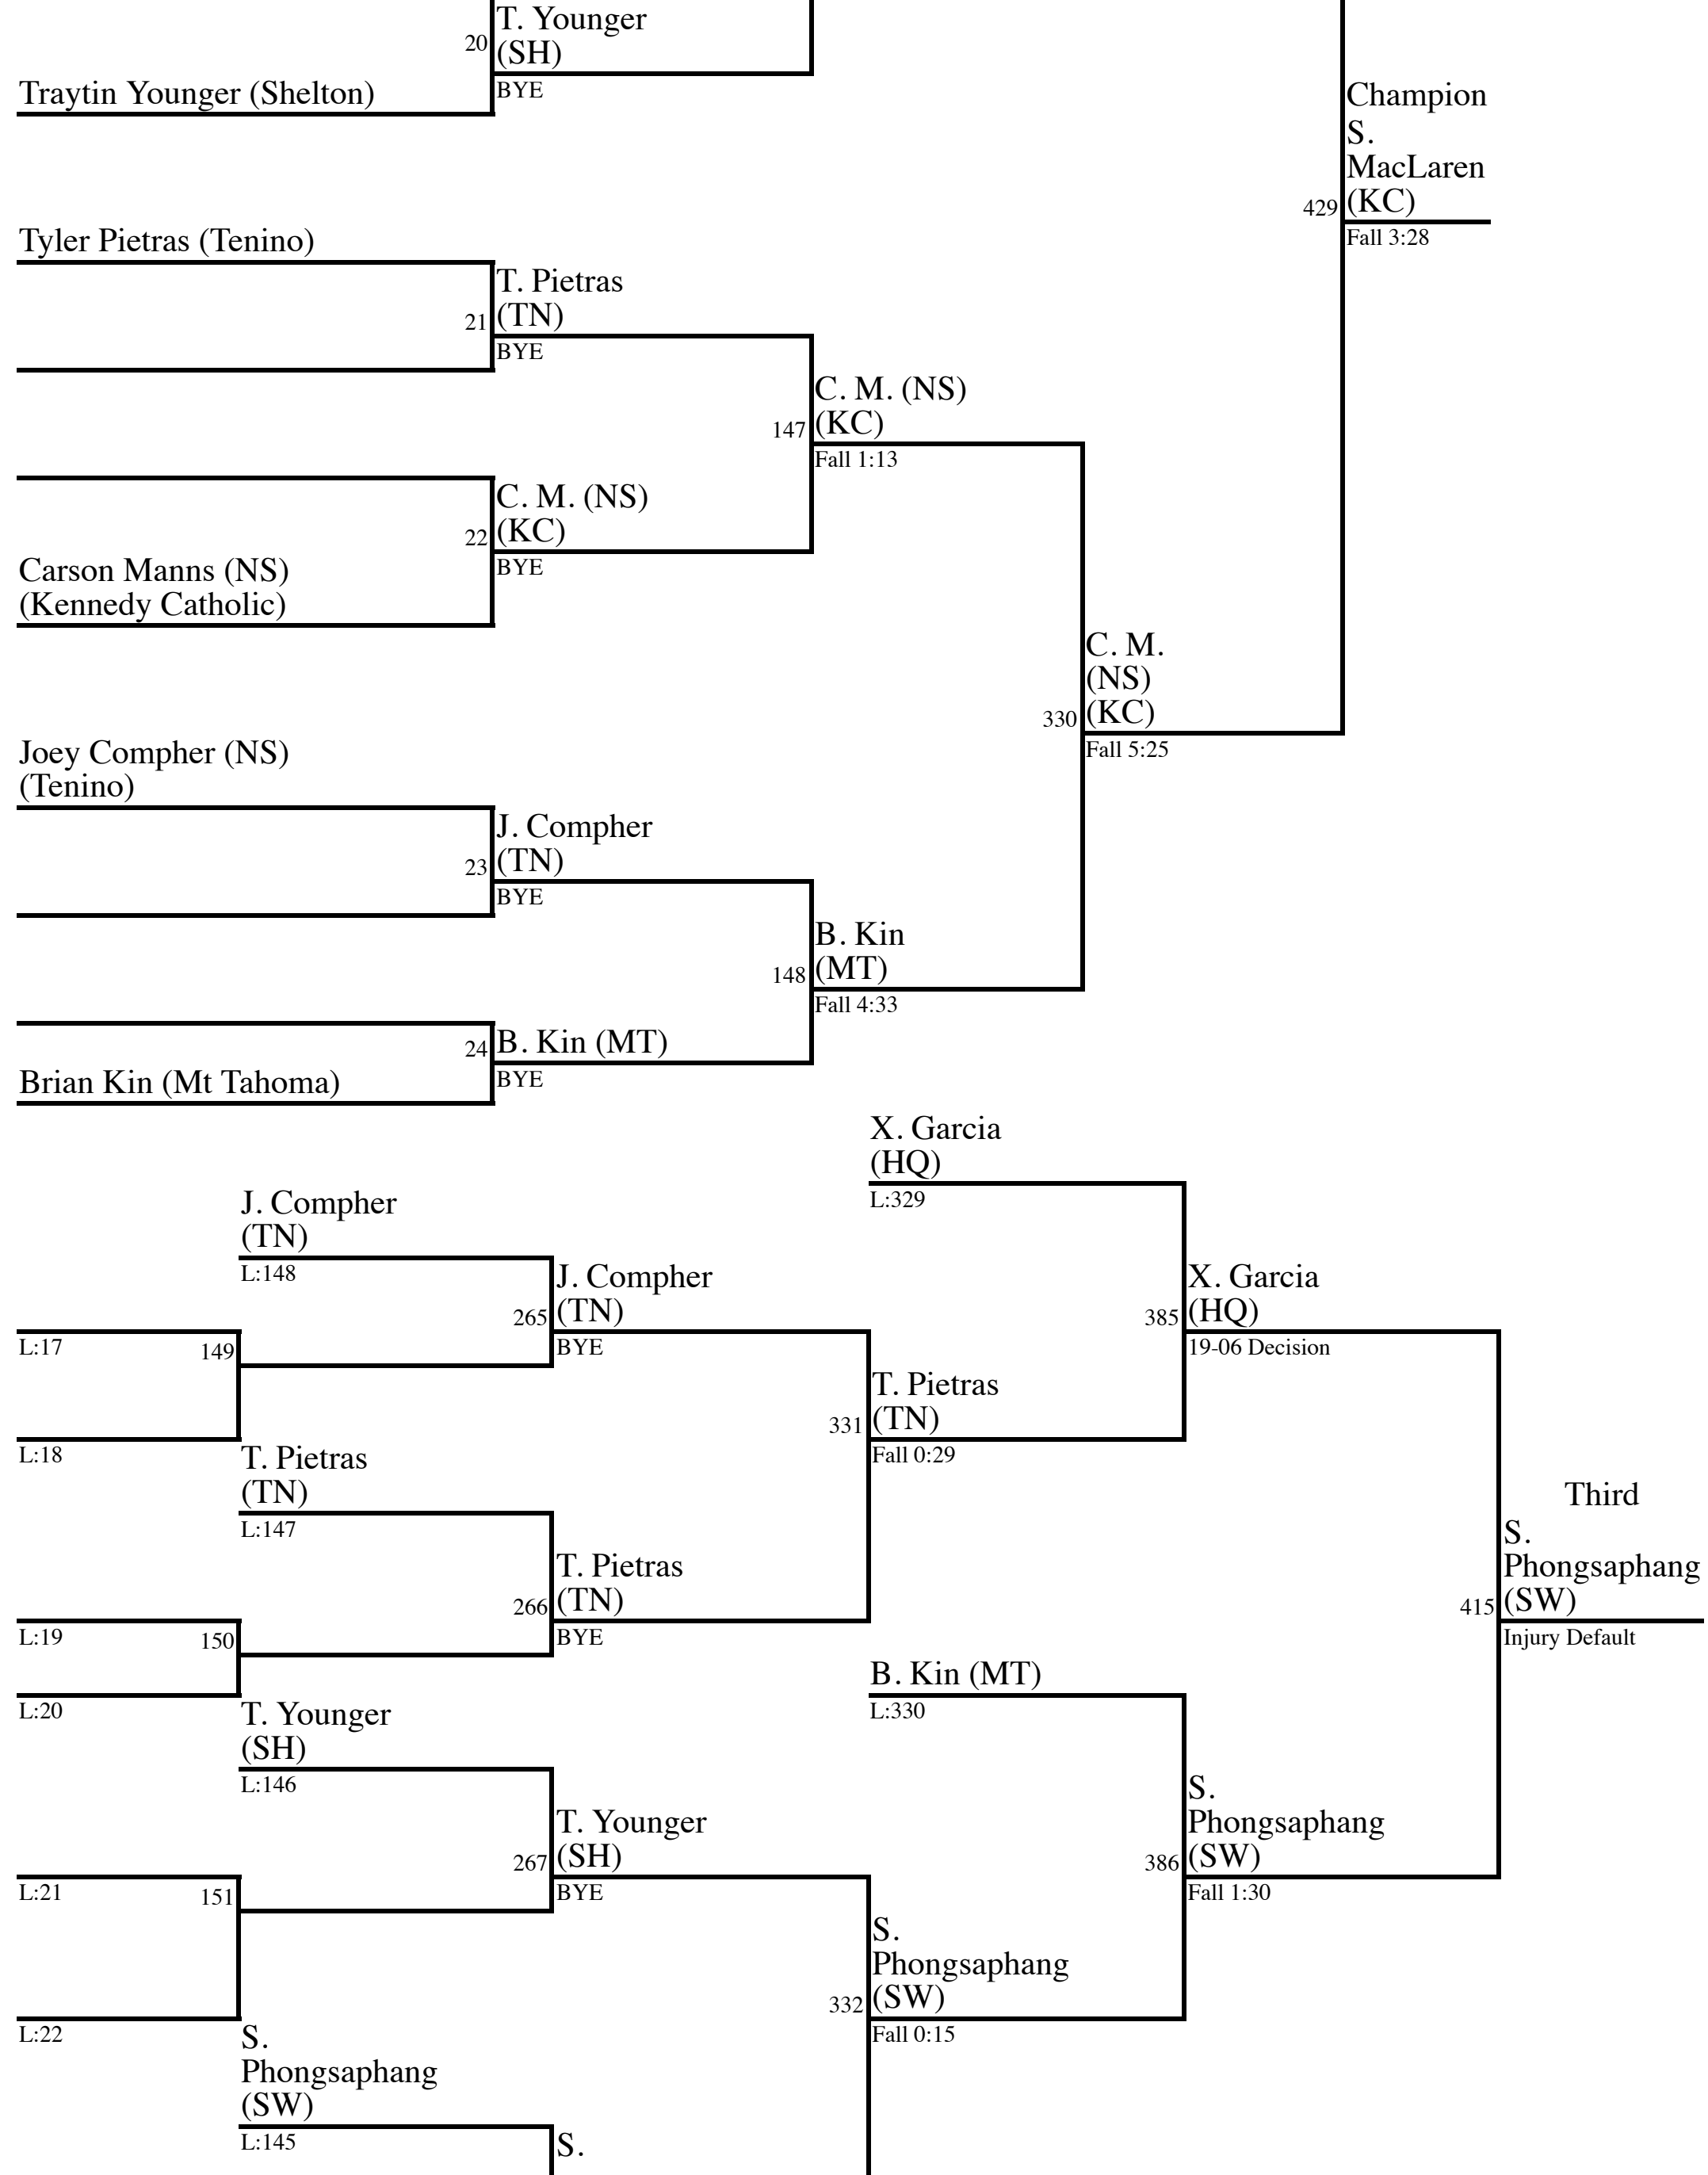 T. Younger
(SH)
20
BYE
Traytin Younger (Shelton)
Champion
S.
MacLaren
(KC)
429
Fall 3:28
Tyler Pietras (Tenino)
T. Pietras
(TN)
21
BYE
C. M. (NS)
(KC)
147
Fall 1:13
C. M. (NS)
(KC)
22
BYE
Carson Manns (NS)
(Kennedy Catholic)
C. M.
(NS)
(KC)
330
Fall 5:25
Joey Compher (NS)
(Tenino)
J. Compher
(TN)
23
BYE
B. Kin
(MT)
148
Fall 4:33
24
B. Kin (MT)
BYE
Brian Kin (Mt Tahoma)
X. Garcia
(HQ)
L:329
J. Compher
(TN)
L:148
J. Compher
(TN)
265
BYE
X. Garcia
(HQ)
385
19-06 Decision
L:17
149
L:18
T. Pietras
(TN)
331
Fall 0:29
T. Pietras
(TN)
L:147
Third
S.
Phongsaphang
(SW)
415
Injury Default
T. Pietras
(TN)
266
BYE
L:19
150
L:20
B. Kin (MT)
L:330
T. Younger
(SH)
L:146
S.
Phongsaphang
(SW)
386
Fall 1:30
T. Younger
(SH)
267
BYE
L:21
151
L:22
S.
Phongsaphang
(SW)
332
Fall 0:15
S.
Phongsaphang
(SW)
L:145
S.